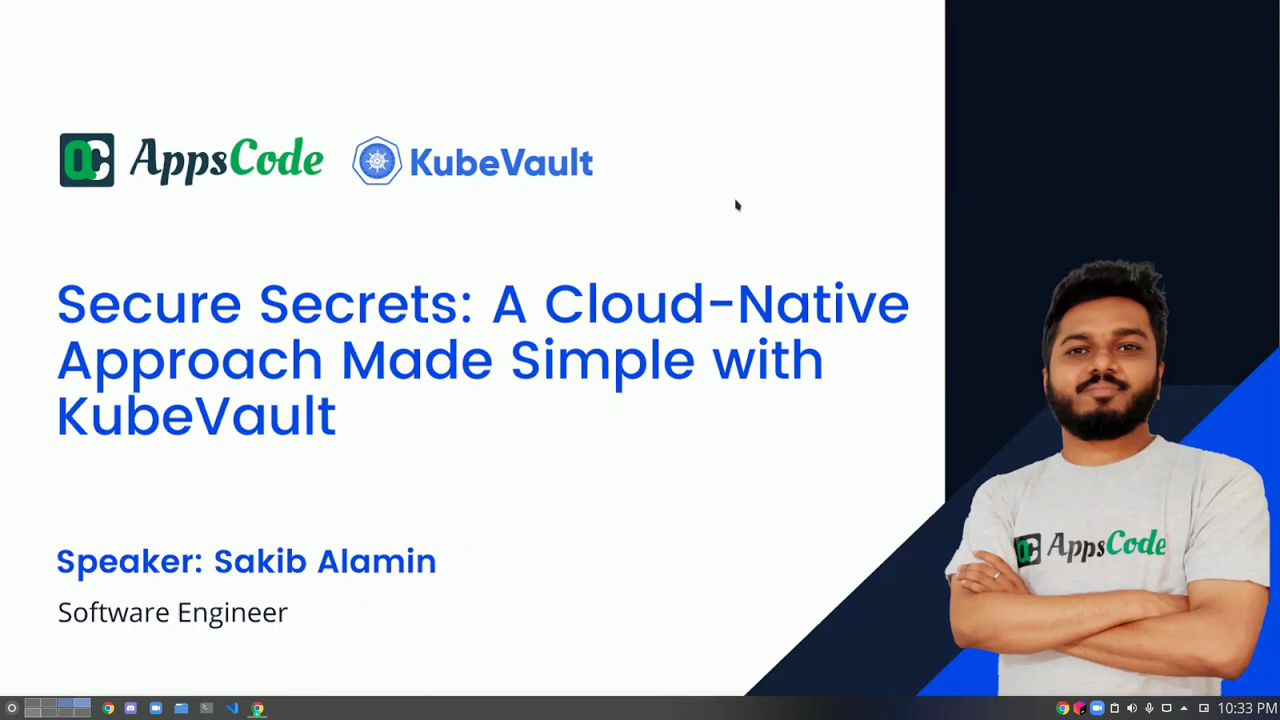 AppsCode KubeVault
Secure Secrets: A Cloud-Native
Approach Made Simple with
KubeVault
Speaker: Sakib Alamin
Software Engineer
AppsCode
10:33 PM